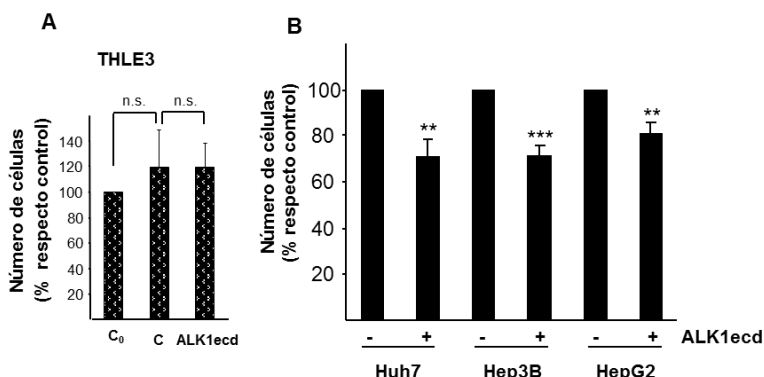 A
THLE3
n.s.
n.s.
Número de células
(% respecto control)
140
120
100
80
60
40
20
C₀
C
ALK1ecd
B
Número de células
(% respecto control)
100
80
60
40
20
**
***
**
- + - + - + ALK1ecd
Huh7 Hep3B HepG2